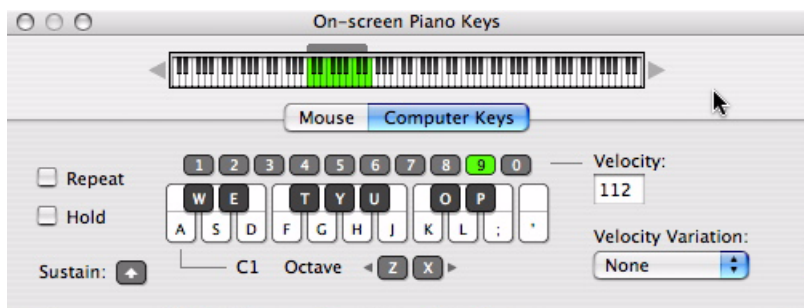 On-screen Piano Keys
Mouse Computer Keys
1 2 3 4 5 6 7 8 9 0 Velocity:
Repeat 112
W E T Y U O P
Hold A S D F G H J K L ; '
Velocity Variation:
Sustain: C1 Octave Z X None